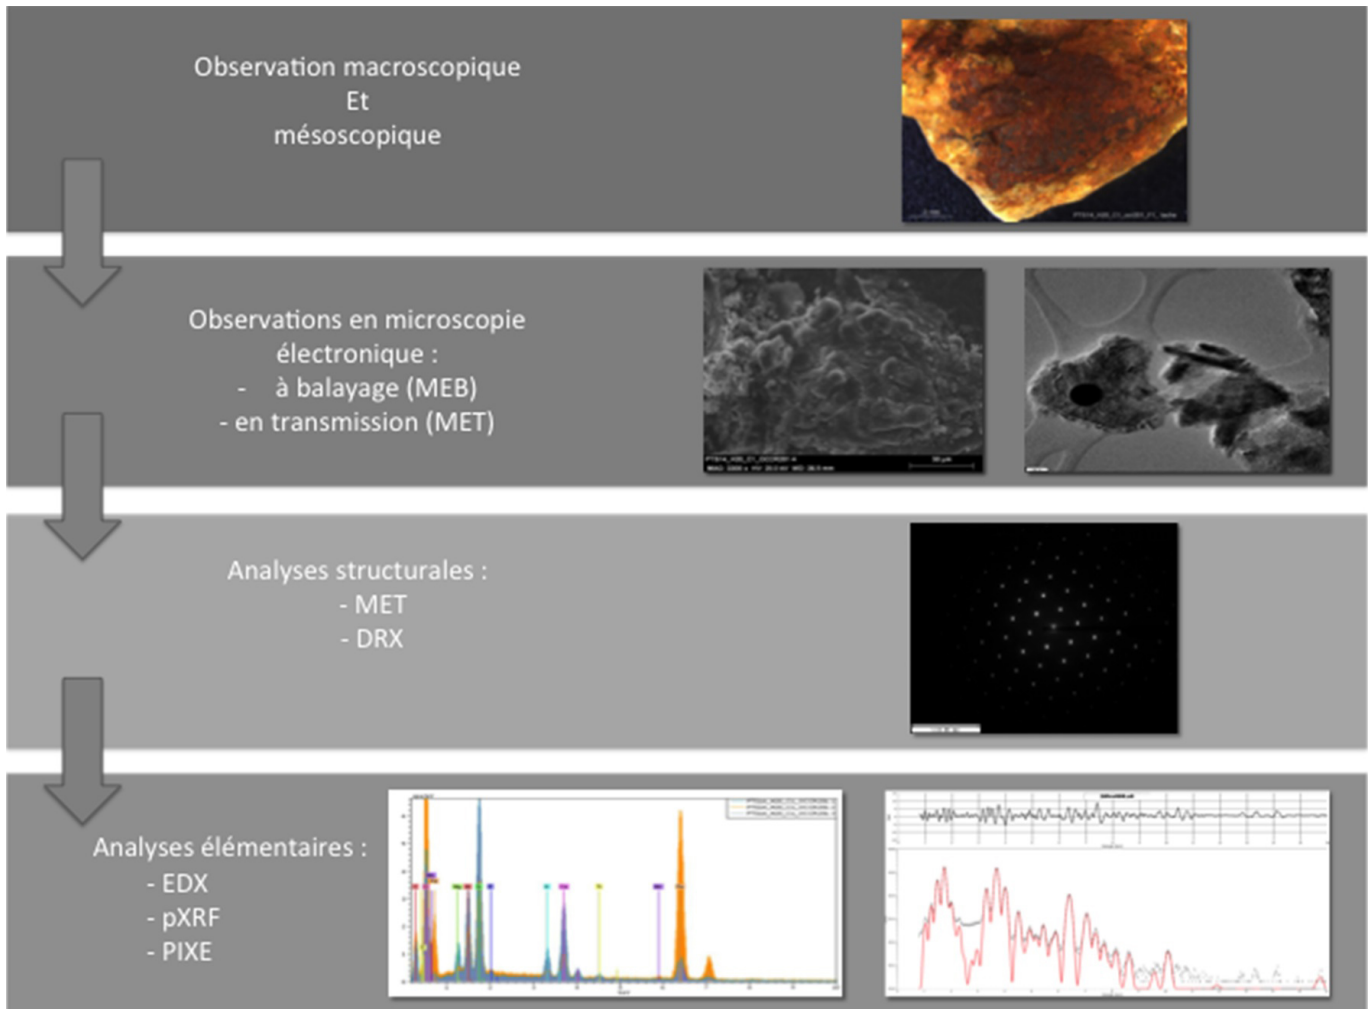 Observation macroscopique
Et
mésoscopique
Observations en microscopie
électronique :
- à balayage (MEB)
- en transmission (MET)
Analyses structurales :
- MET
- DRX
Analyses élémentaires :
- EDX
- pXRF
- PIXE